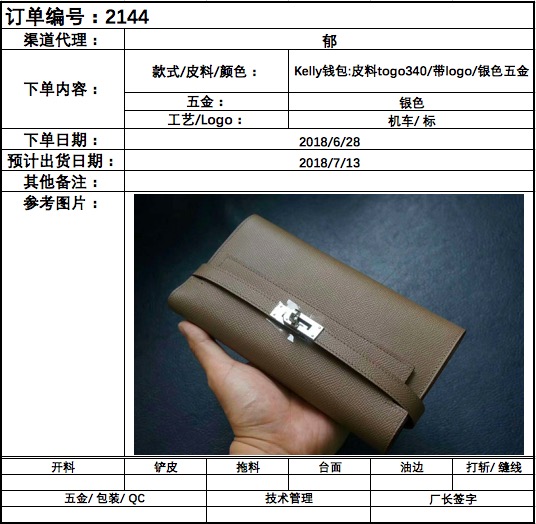 订单编号：2144
渠道代理： 郁
下单内容： 款式/皮料/颜色： Kelly钱包:皮料togo340/带logo/银色五金
五金： 银色
工艺/Logo： 机车/ 标
下单日期： 2018/6/28
预计出货日期： 2018/7/13
其他备注：
参考图片：
开料 铲皮 拖料 台面 油边 打斩/ 缝线
五金/ 包装/ QC 技术管理 厂长签字